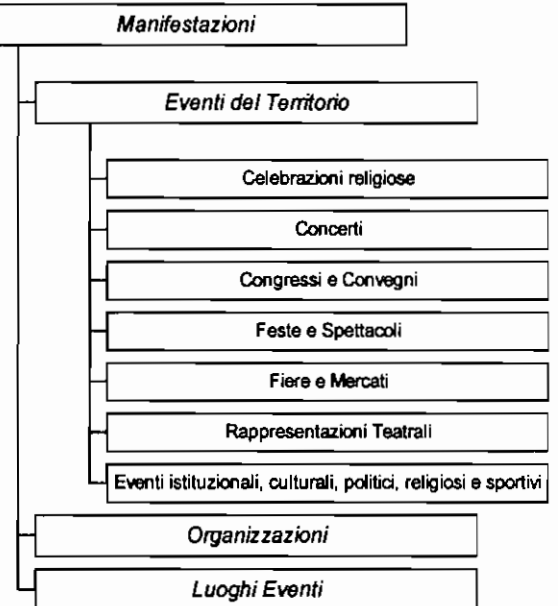 Manifestazioni
Eventi del Territorio
Celebrazioni religiose
Concerti
Congressi e Convegni
Feste e Spettacoli
Fiere e Mercati
Rappresentazioni Teatrali
Eventi istituzionali, culturali, politici, religiosi e sportivi
Organizzazioni
Luoghi Eventi